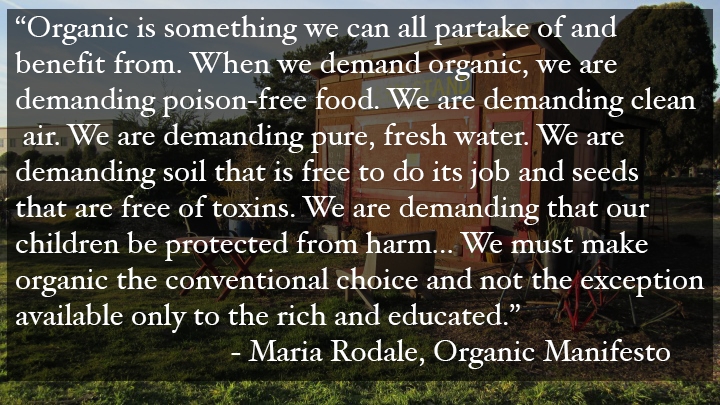 “Organic is something we can all partake of and
benefit from. When we demand organic, we are
demanding poison-free food. We are demanding clean
air. We are demanding pure, fresh water. We are
demanding soil that is free to do its job and seeds
that are free of toxins. We are demanding that our
children be protected from harm... We must make
organic the conventional choice and not the exception
available only to the rich and educated.”
- Maria Rodale, Organic Manifesto